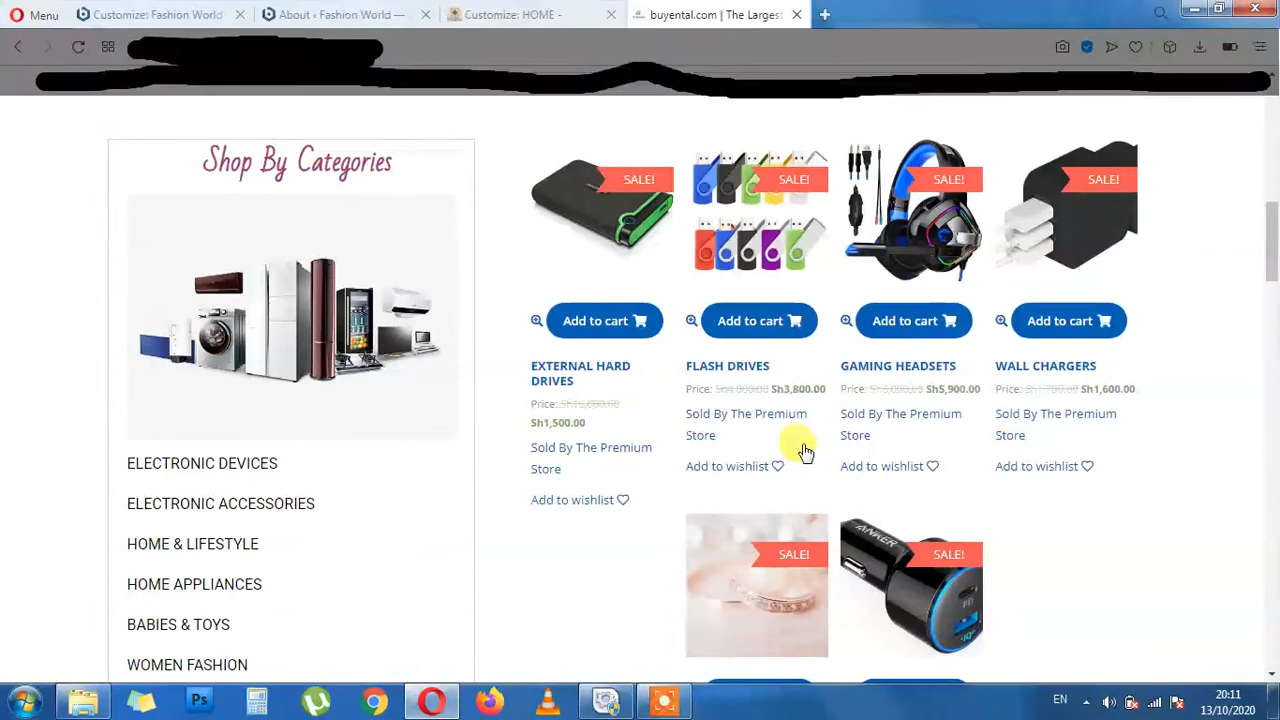 Menu
Customize: Fashion World
About ‹ Fashion World —
Customize: HOME -
buyental.com | The Largest
Shop By Categories
ELECTRONIC DEVICES
ELECTRONIC ACCESSORIES
HOME & LIFESTYLE
HOME APPLIANCES
BABIES & TOYS
WOMEN FASHION
SALE!
SALE!
SALE!
SALE!
Add to cart
Add to cart
Add to cart
Add to cart
EXTERNAL HARD
DRIVES
Price:
Sh1,500.00
Sold By The Premium
Store
Add to wishlist
FLASH DRIVES
Price: Sh3,800.00
Sold By The Premium
Store
Add to wishlist
GAMING HEADSETS
Price: Sh5,900.00
Sold By The Premium
Store
Add to wishlist
WALL CHARGERS
Price: Sh1,600.00
Sold By The Premium
Store
Add to wishlist
SALE!
SALE!
ANKER
PD
Ps
EN
20:11
13/10/2020